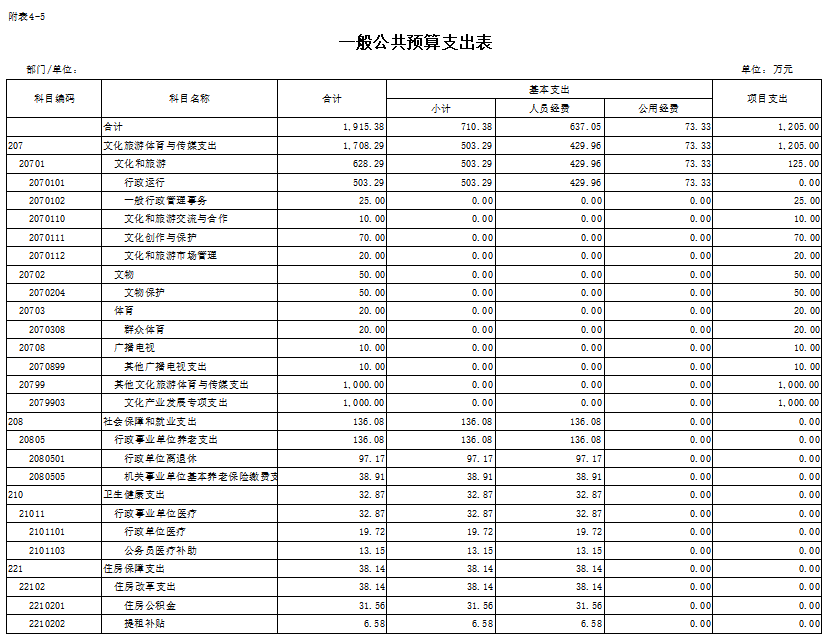 附表4-5
一般公共预算支出表
部门/单位： 单位：万元
科目编码 科目名称 合计 基本支出 项目支出
小计 人员经费 公用经费
合计 1,915.38 710.38 637.05 73.33 1,205.00
207 文化旅游体育与传媒支出 1,708.29 503.29 429.96 73.33 1,205.00
20701 文化和旅游 628.29 503.29 429.96 73.33 125.00
2070101 行政运行 503.29 503.29 429.96 73.33 0.00
2070102 一般行政管理事务 25.00 0.00 0.00 0.00 25.00
2070110 文化和旅游交流与合作 10.00 0.00 0.00 0.00 10.00
2070111 文化创作与保护 70.00 0.00 0.00 0.00 70.00
2070112 文化和旅游市场管理 20.00 0.00 0.00 0.00 20.00
20702 文物 50.00 0.00 0.00 0.00 50.00
2070204 文物保护 50.00 0.00 0.00 0.00 50.00
20703 体育 20.00 0.00 0.00 0.00 20.00
2070308 群众体育 20.00 0.00 0.00 0.00 20.00
20708 广播电视 10.00 0.00 0.00 0.00 10.00
2070899 其他广播电视支出 10.00 0.00 0.00 0.00 10.00
20799 其他文化旅游体育与传媒支出 1,000.00 0.00 0.00 0.00 1,000.00
2079903 文化产业发展专项支出 1,000.00 0.00 0.00 0.00 1,000.00
208 社会保障和就业支出 136.08 136.08 136.08 0.00 0.00
20805 行政事业单位养老支出 136.08 136.08 136.08 0.00 0.00
2080501 行政单位离退休 97.17 97.17 97.17 0.00 0.00
2080505 机关事业单位基本养老保险缴费支 38.91 38.91 38.91 0.00 0.00
210 卫生健康支出 32.87 32.87 32.87 0.00 0.00
21011 行政事业单位医疗 32.87 32.87 32.87 0.00 0.00
2101101 行政单位医疗 19.72 19.72 19.72 0.00 0.00
2101103 公务员医疗补助 13.15 13.15 13.15 0.00 0.00
221 住房保障支出 38.14 38.14 38.14 0.00 0.00
22102 住房改革支出 38.14 38.14 38.14 0.00 0.00
2210201 住房公积金 31.56 31.56 31.56 0.00 0.00
2210202 提租补贴 6.58 6.58 6.58 0.00 0.00